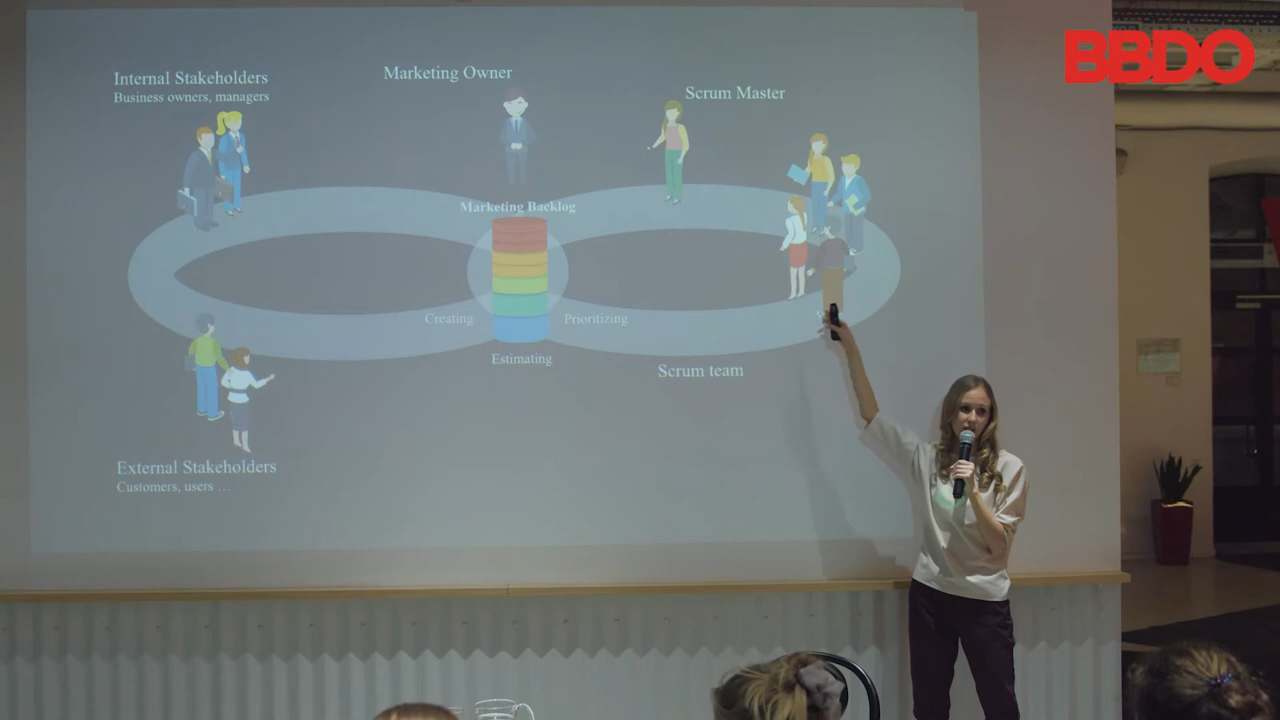 BBDO
Internal Stakeholders
Business owners, managers
Marketing Owner
Scrum Master
Marketing Backlog
Creating
Prioritizing
Estimating
Scrum team
External Stakeholders
Customers, users ...